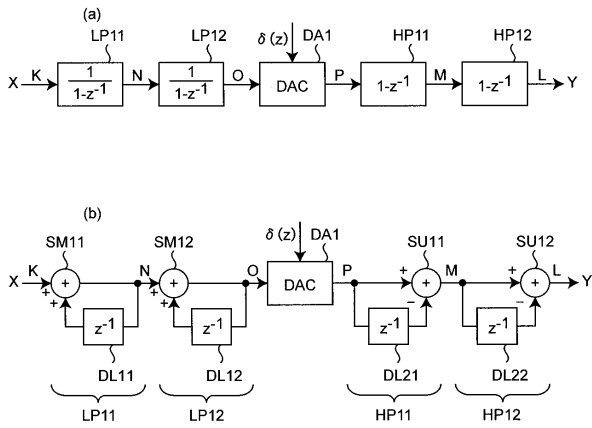 (a)
LP11 LP12 δ(z) DA1 HP11 HP12
X K 1/1-z⁻¹ N 1/1-z⁻¹ O DAC P 1-z⁻¹ M 1-z⁻¹ L Y
(b)
SM11 SM12 δ(z) DA1 SU11 SU12
X K + N + O DAC P + + M + + L Y
+ + + + − −
z⁻¹ z⁻¹ z⁻¹ z⁻¹
DL11 DL12 DL21 DL22
LP11 LP12 HP11 HP12